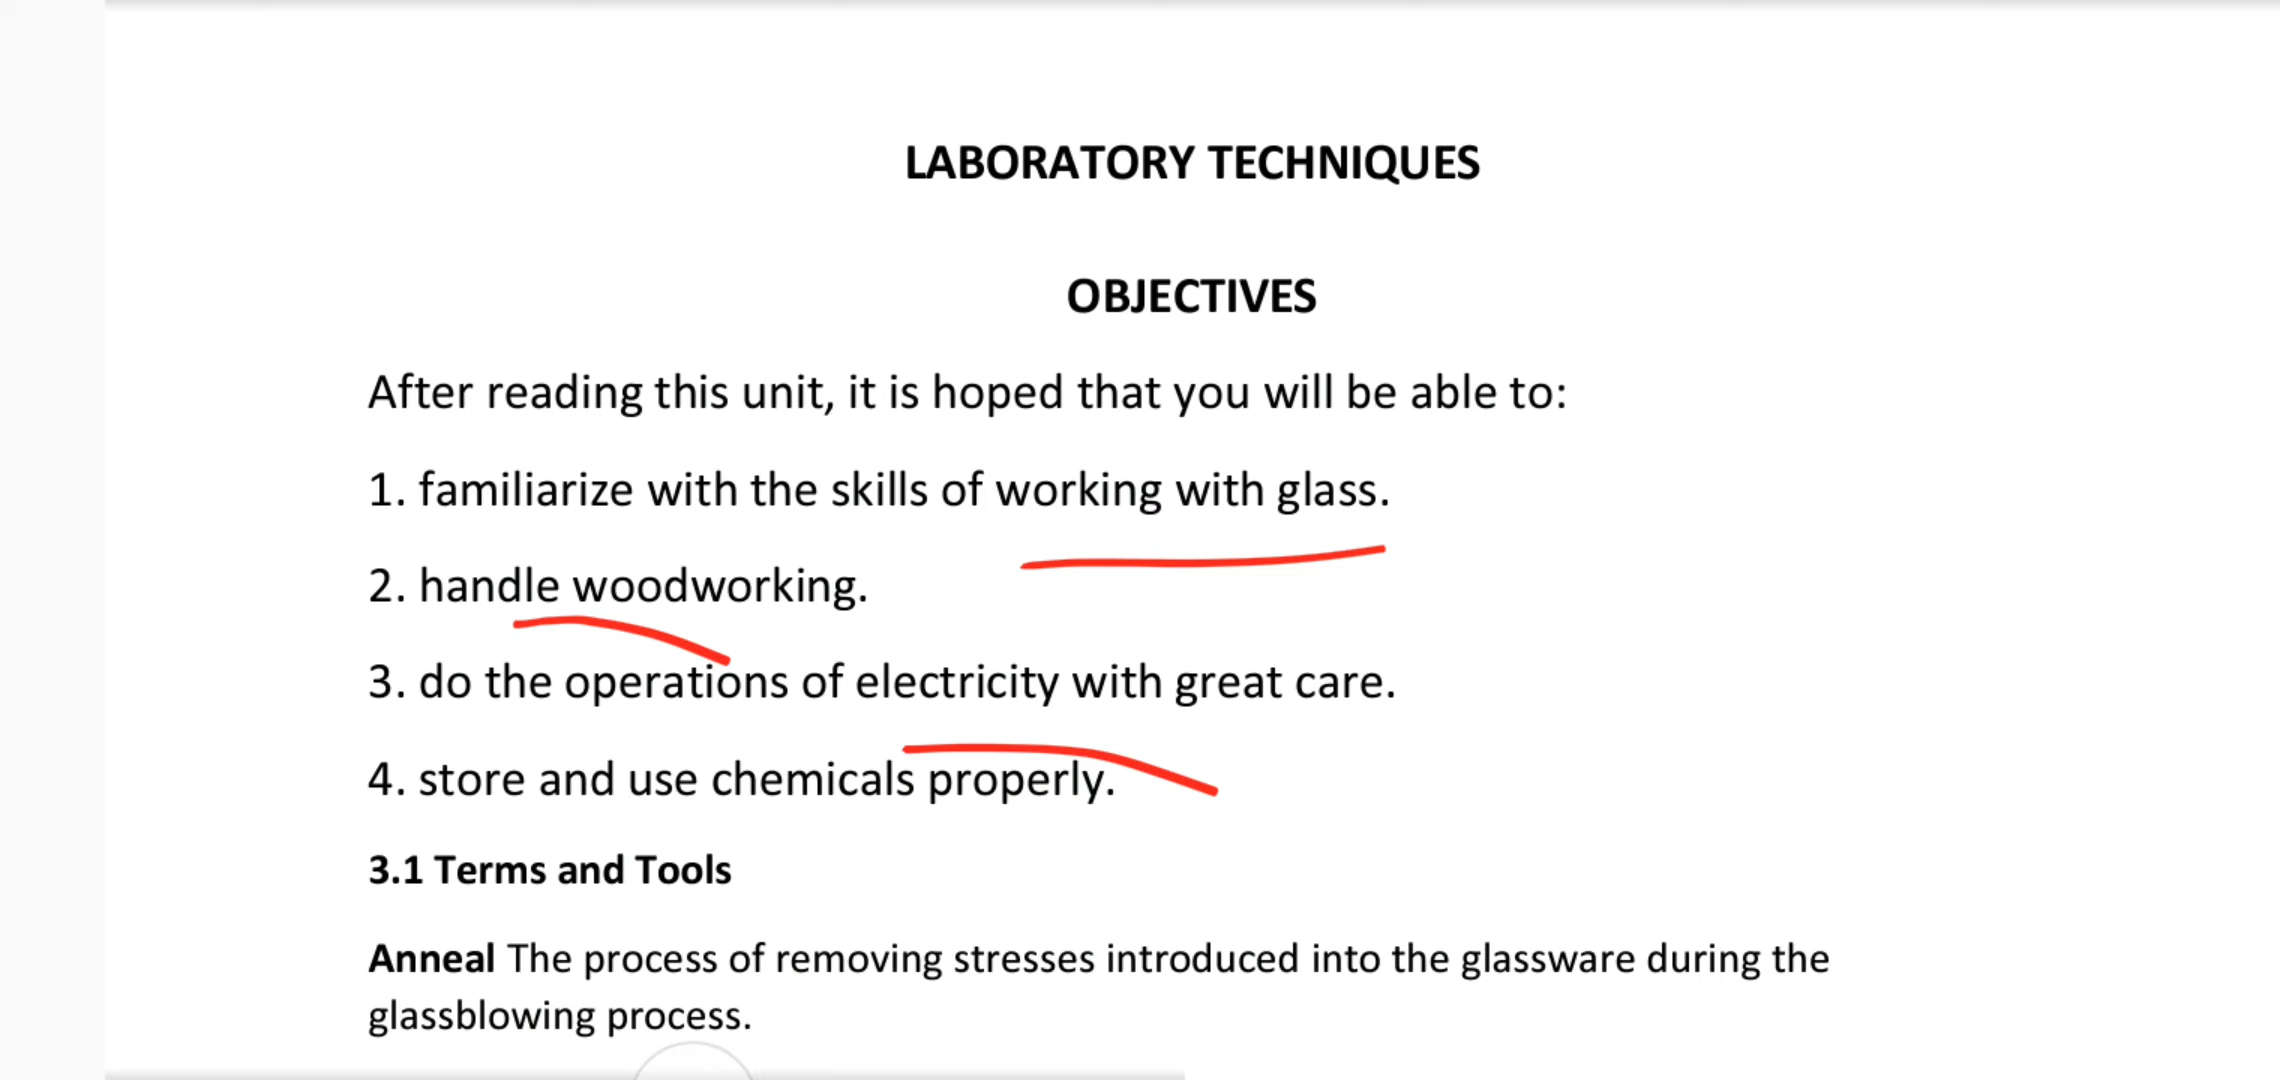 LABORATORY TECHNIQUES
OBJECTIVES
After reading this unit, it is hoped that you will be able to:
1. familiarize with the skills of working with glass.
2. handle woodworking.
3. do the operations of electricity with great care.
4. store and use chemicals properly.
3.1 Terms and Tools
Anneal The process of removing stresses introduced into the glassware during the
glassblowing process.